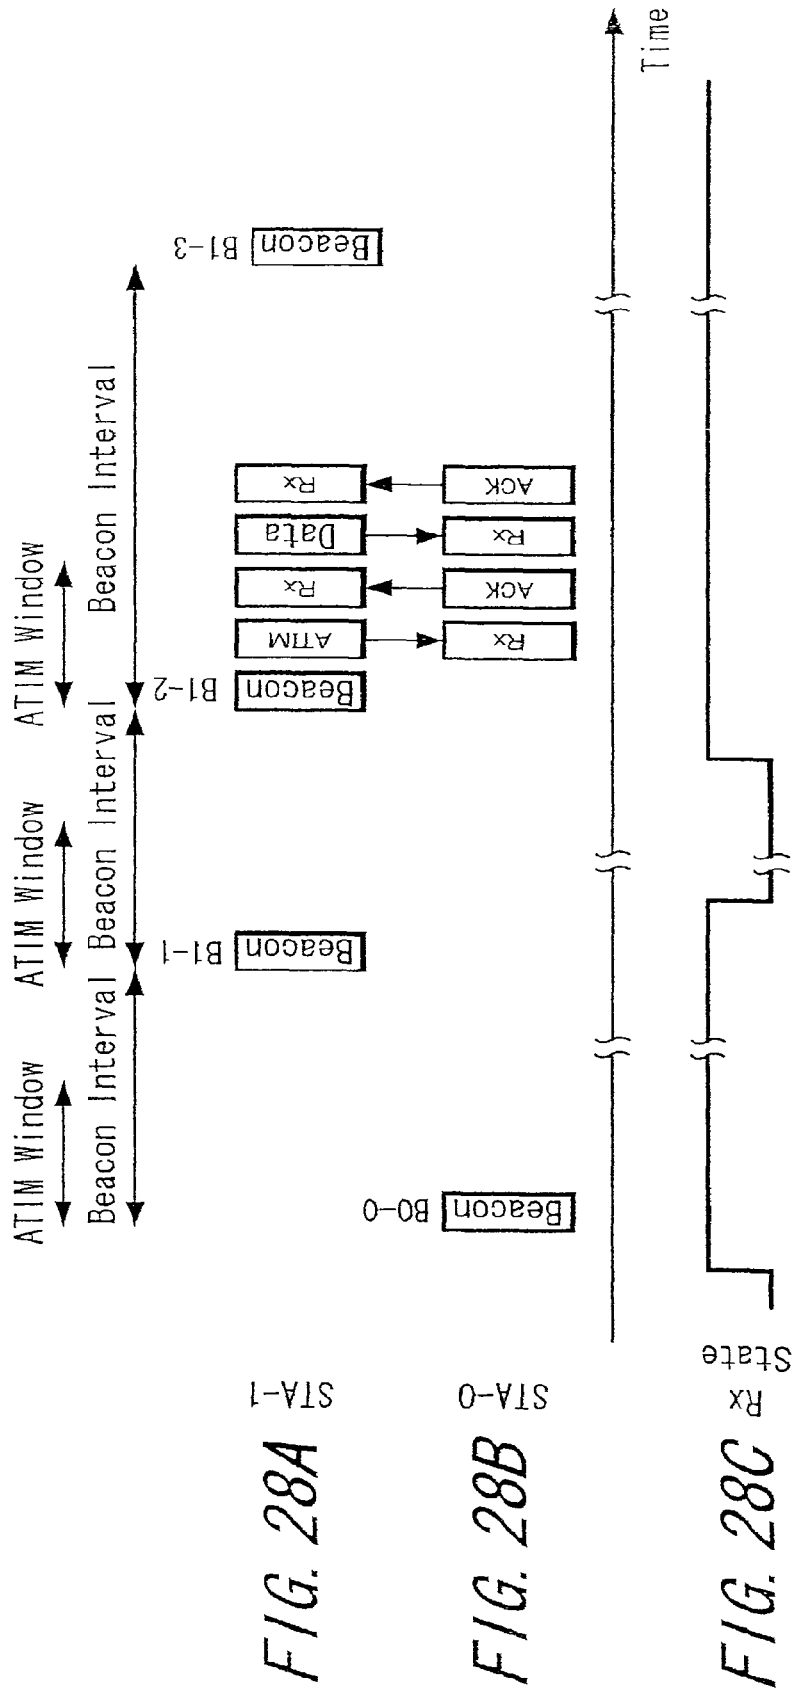 ATIM Window ATIM Window ATIM Window
Beacon Interval Beacon Interval Beacon Interval
B1-1 B1-2 B1-3
FIG. 28A STA-1 Beacon Beacon ATIM Rx Data Rx Beacon
B0-0
FIG. 28B STA-0 Beacon Rx ACK Rx ACK
Time
FIG. 28C Rx State